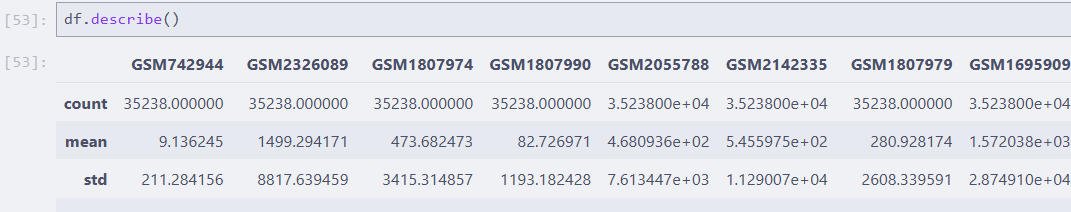 [53]: df.describe()
[53]:
GSM742944 GSM2326089 GSM1807974 GSM1807990 GSM2055788 GSM2142335 GSM1807979 GSM1695909
count 35238.000000 35238.000000 35238.000000 35238.000000 3.523800e+04 3.523800e+04 35238.000000 3.523800e+04
mean 9.136245 1499.294171 473.682473 82.726971 4.680936e+02 5.455975e+02 280.928174 1.572038e+03
std 211.284156 8817.639459 3415.314857 1193.182428 7.613447e+03 1.129007e+04 2608.339591 2.874910e+04